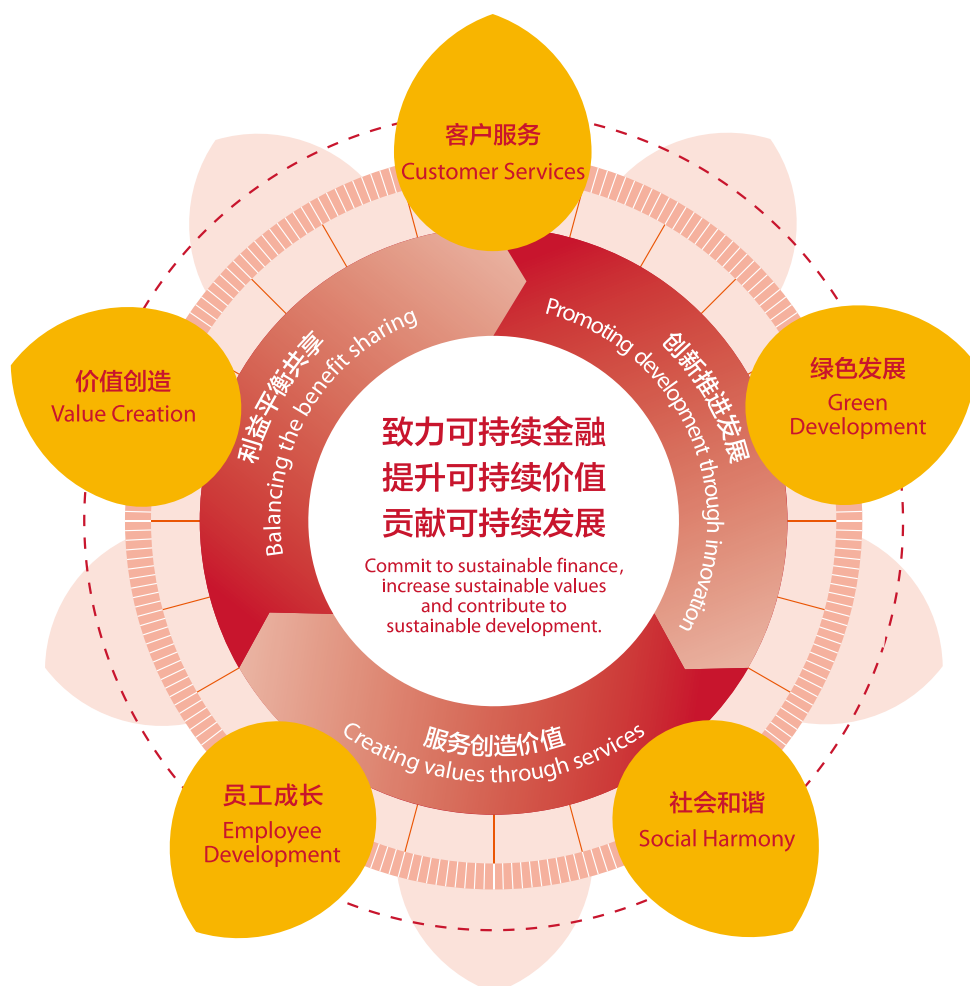 客户服务
Customer Services
绿色发展
Green
Development
社会和谐
Social Harmony
员工成长
Employee
Development
价值创造
Value Creation
创新推进发展
Promoting development through innovation
服务创造价值
Creating values through services
利益平衡共享
Balancing the benefit sharing
致力可持续金融
提升可持续价值
贡献可持续发展
Commit to sustainable finance,
increase sustainable values
and contribute to
sustainable development.